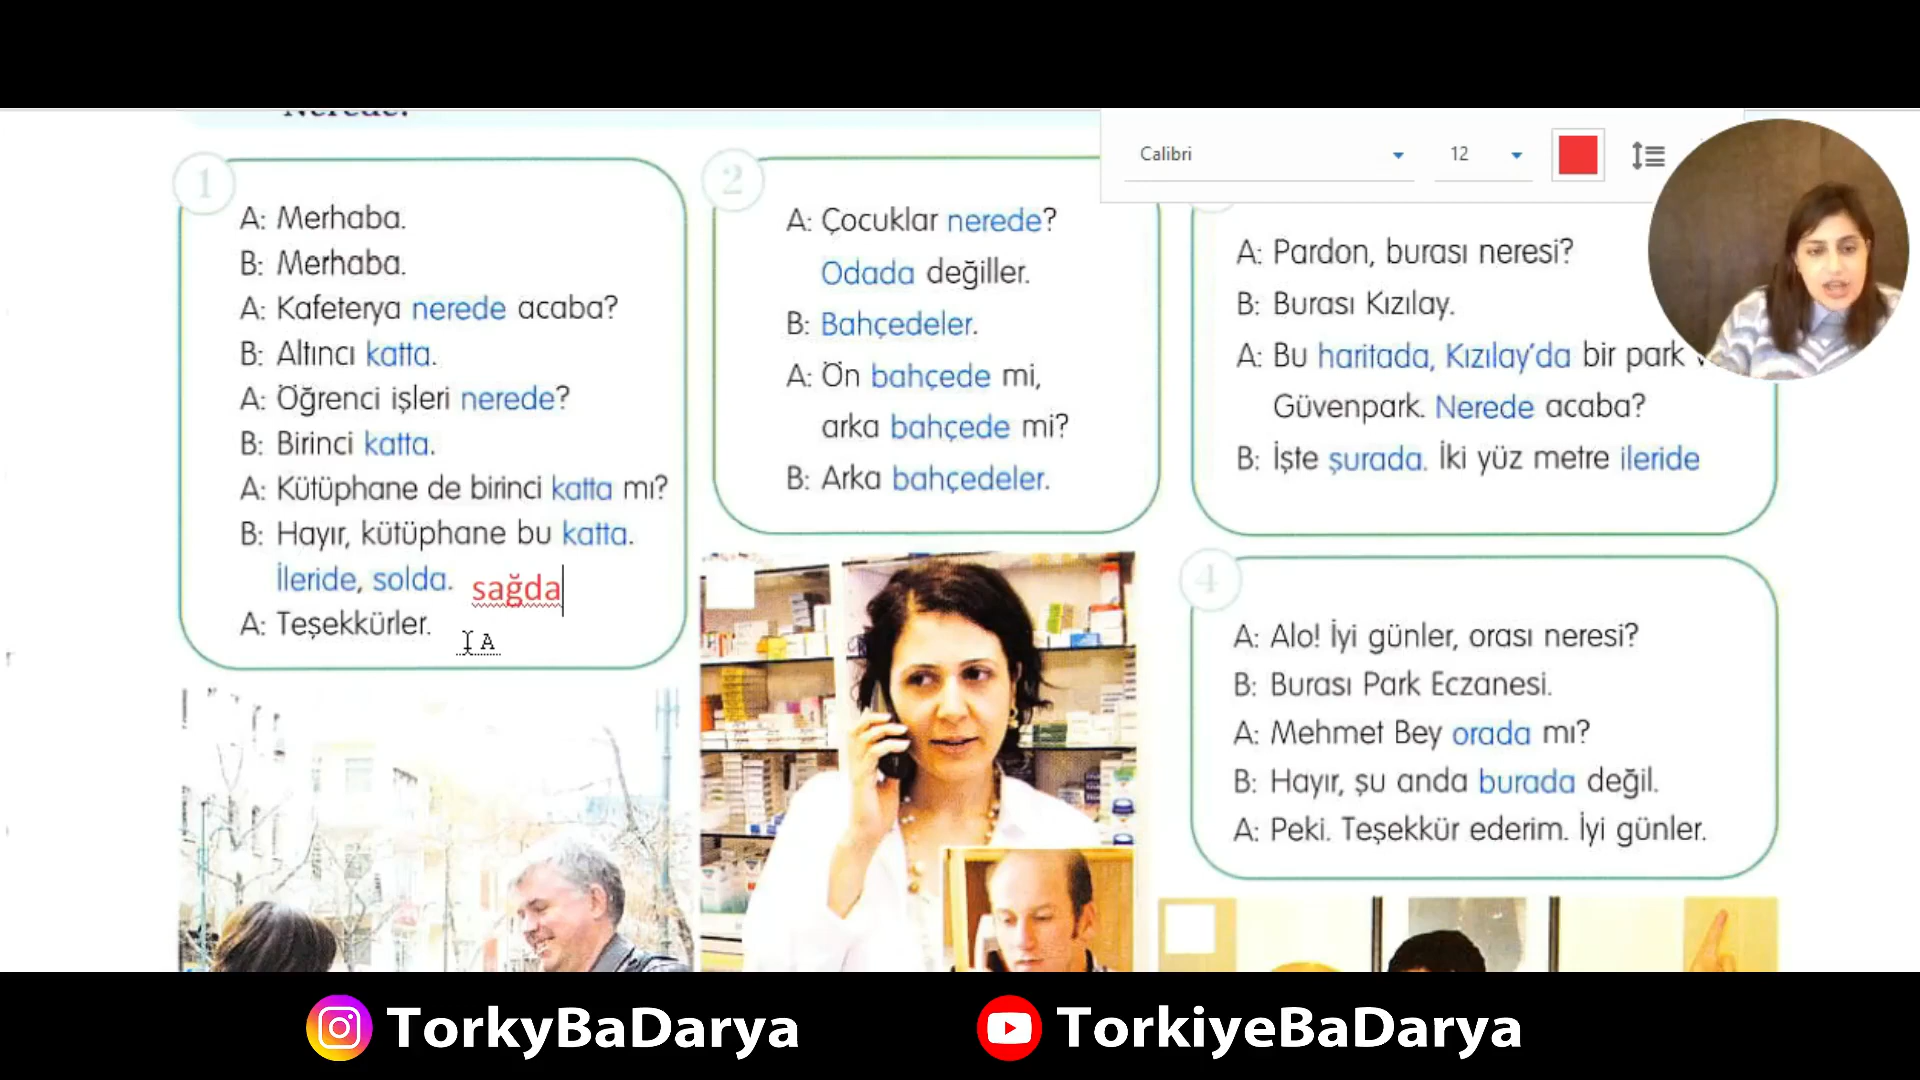 Nerede?
Calibri
12
1
A: Merhaba.
B: Merhaba.
A: Kafeterya nerede acaba?
B: Altıncı katta.
A: Öğrenci işleri nerede?
B: Birinci katta.
A: Kütüphane de birinci katta mı?
B: Hayır, kütüphane bu katta.
İleride, solda. sağda
A: Teşekkürler.
A
2
A: Çocuklar nerede?
Odada değiller.
B: Bahçedeler.
A: Ön bahçede mi,
arka bahçede mi?
B: Arka bahçedeler.
A: Pardon, burası neresi?
B: Burası Kızılay.
A: Bu haritada, Kızılay'da bir park
Güvenpark. Nerede acaba?
B: İşte şurada. İki yüz metre ileride
4
A: Alo! İyi günler, orası neresi?
B: Burası Park Eczanesi.
A: Mehmet Bey orada mı?
B: Hayır, şu anda burada değil.
A: Peki. Teşekkür ederim. İyi günler.
TorkyBaDarya
TorkiyeBaDarya